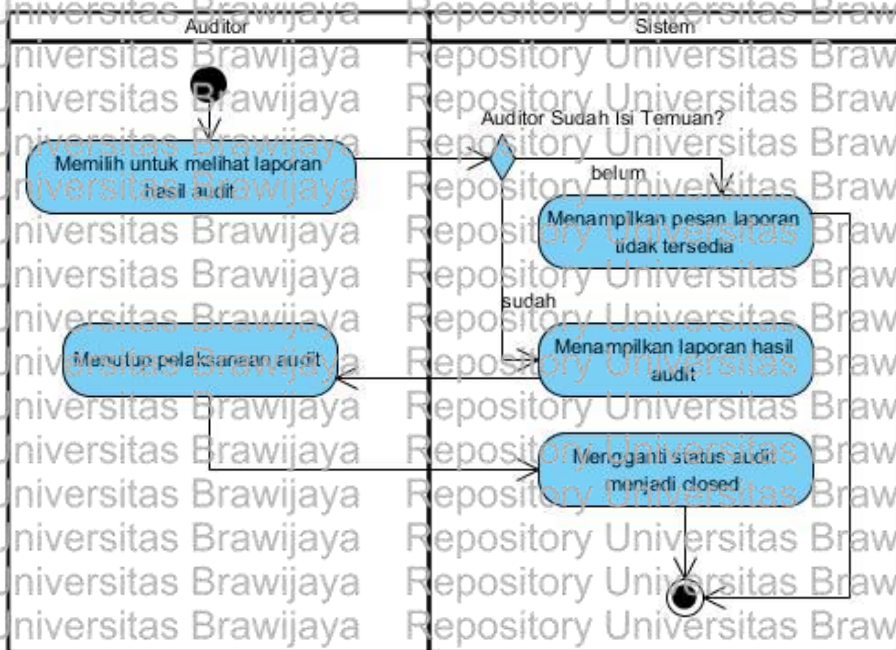 Auditor
Sistem
Auditor Sudah Isi Temuan?
Memilih untuk melihat laporan
hasil audit
belum
Menampilkan pesan laporan
tidak tersedia
sudah
Menutup pelaksanaan audit
Menampilkan laporan hasil
audit
Mengganti status audit
menjadi closed
Universitas Brawijaya
Repository Universitas Braw